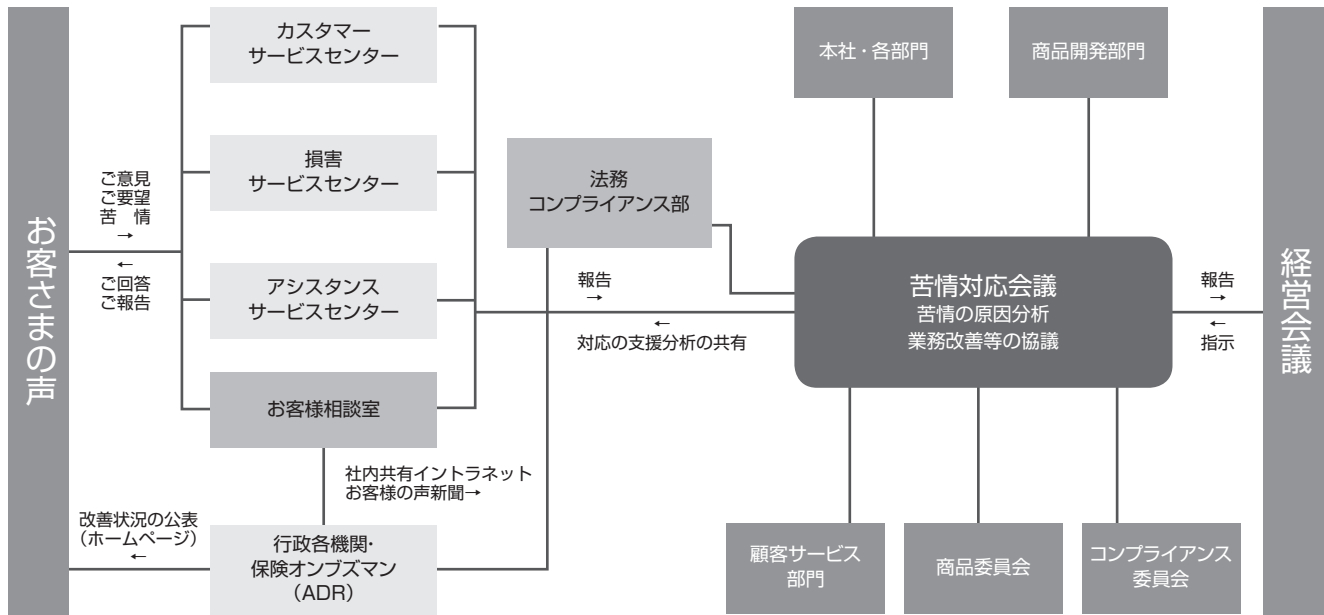 お客さまの声
ご意見
ご要望
苦　情
→
←
ご回答
ご報告
カスタマー
サービスセンター
損害
サービスセンター
アシスタンス
サービスセンター
お客様相談室
社内共有イントラネット
お客様の声新聞→
改善状況の公表
（ホームページ）
←
行政各機関・
保険オンブズマン
（ADR）
法務
コンプライアンス部
報告
→
←
対応の支援分析の共有
本社・各部門
商品開発部門
苦情対応会議
苦情の原因分析
業務改善等の協議
顧客サービス
部門
商品委員会
コンプライアンス
委員会
報告
→
←
指示
経営会議